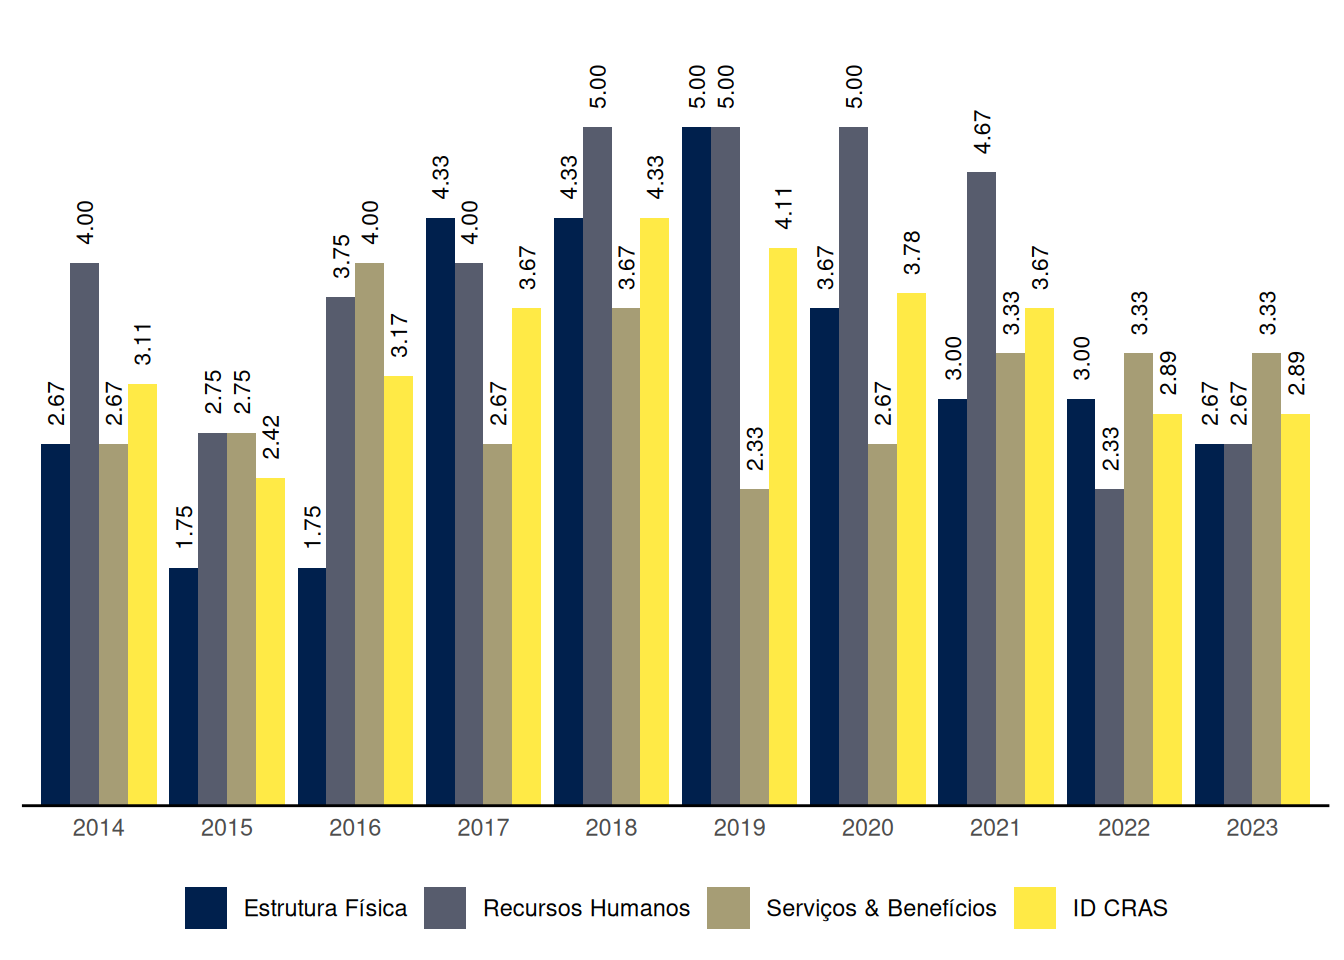 2.67 4.00 2.67 3.11
1.75 2.75 2.75 2.42
1.75 3.75 4.00 3.17
4.33 4.00 2.67 3.67
4.33 5.00 3.67 4.33
5.00 5.00 2.33 4.11
3.67 5.00 2.67 3.78
3.00 4.67 3.33 3.67
3.00 2.33 3.33 2.89
2.67 2.67 3.33 2.89
2014 2015 2016 2017 2018 2019 2020 2021 2022 2023
Estrutura Física Recursos Humanos Serviços & Benefícios ID CRAS